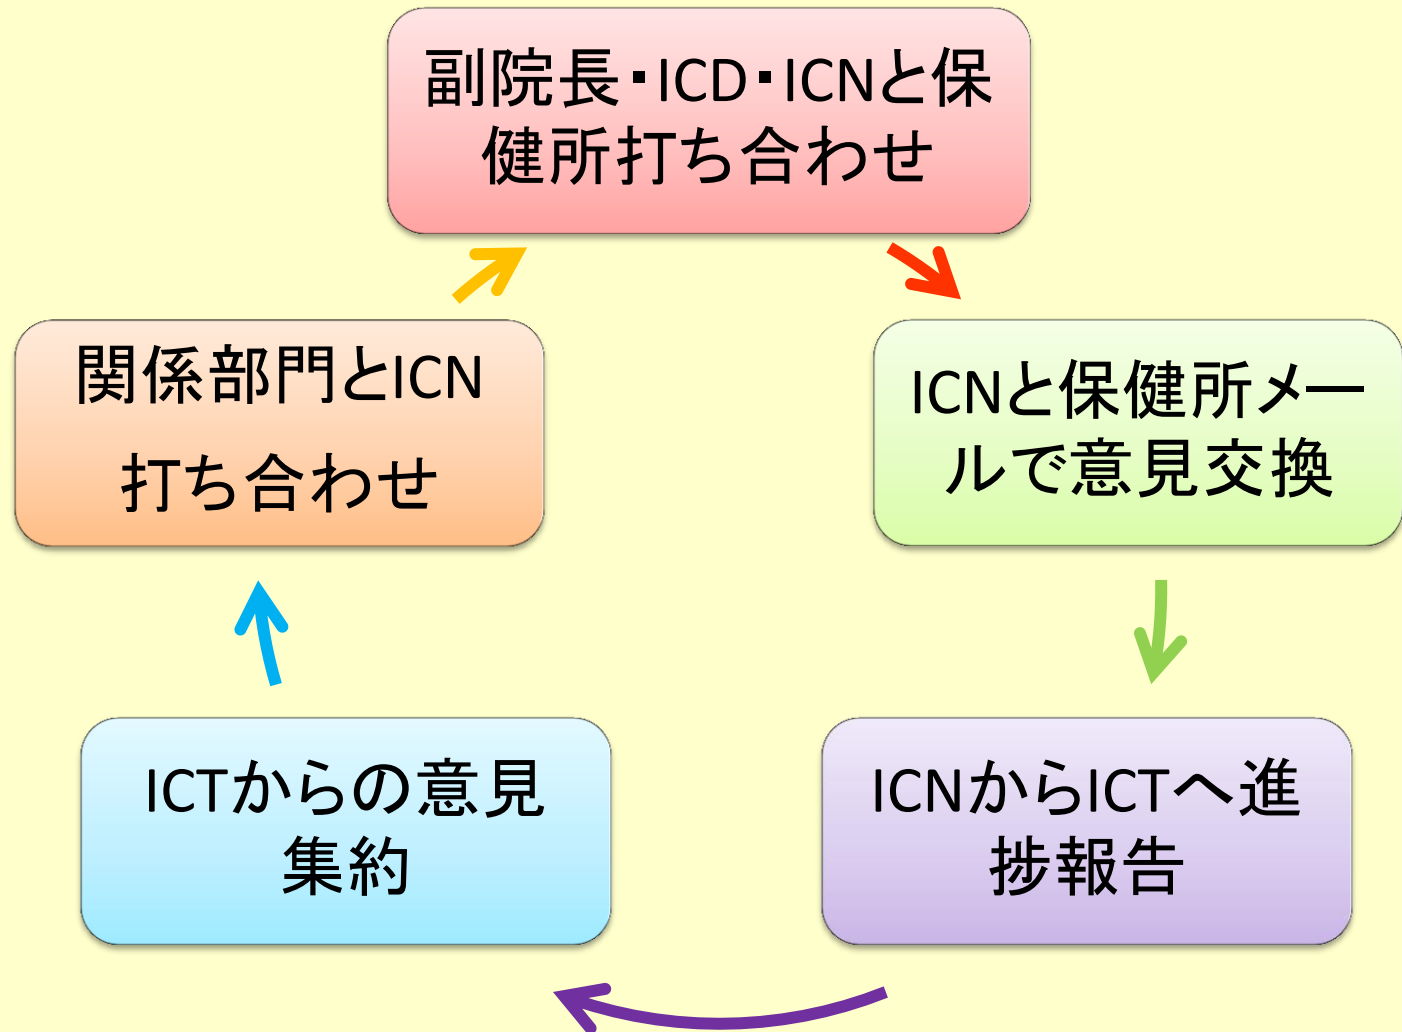 副院長・ICD・ICNと保
健所打ち合わせ
関係部門とICN
打ち合わせ
ICNと保健所メー
ルで意見交換
ICTからの意見
集約
ICNからICTへ進
捗報告